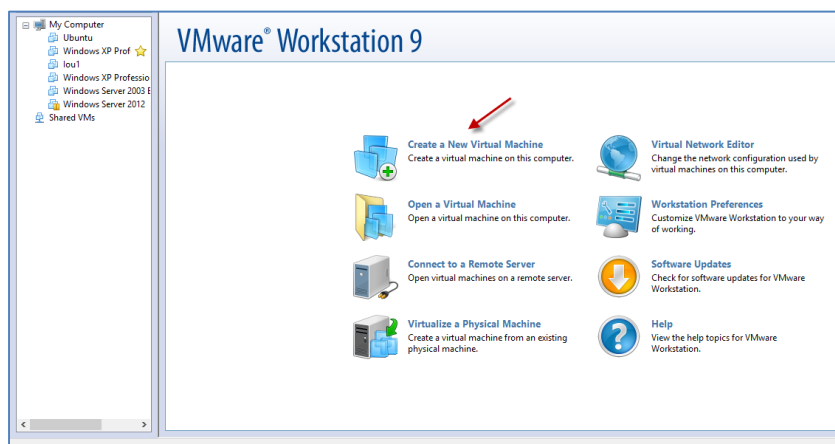 My Computer
Ubuntu
Windows XP Prof
lou1
Windows XP Professio
Windows Server 2003 E
Windows Server 2012
Shared VMs
VMware® Workstation 9
Create a New Virtual Machine
Create a virtual machine on this computer.
Open a Virtual Machine
Open a virtual machine on this computer.
Connect to a Remote Server
Open virtual machines on a remote server.
Virtualize a Physical Machine
Create a virtual machine from an existing
physical machine.
Virtual Network Editor
Change the network configuration used by
virtual machines on this computer.
Workstation Preferences
Customize VMware Workstation to your way
of working.
Software Updates
Check for software updates for VMware
Workstation.
Help
View the help topics for VMware
Workstation.